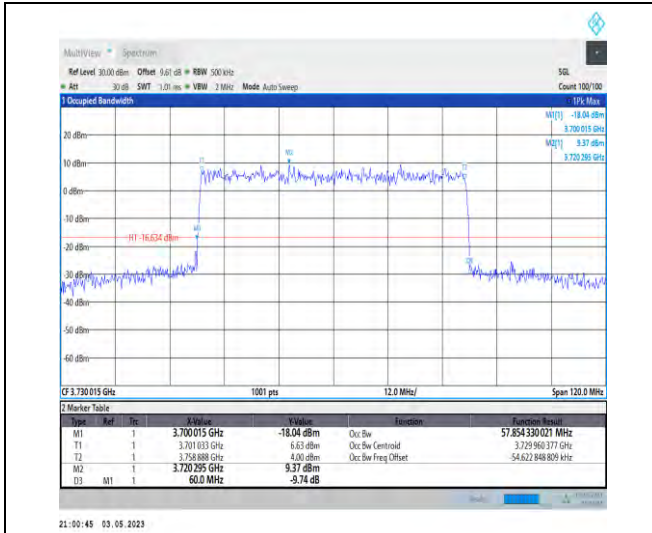 MultiView Spectrum
Ref Level 30.00 dBm Offset 9.61 dB RBW 500 kHz SGL
Att 30 dB SWT 1.01 ms VBW 2 MHz Mode Auto Sweep Count 100/100
1 Occupied Bandwidth 1Pk Max
M1[1] -18.04 dBm
3.700 015 GHz
M2[1] 9.37 dBm
3.720 295 GHz
20 dBm
M2
10 dBm
T1
T2
0 dBm
-10 dBm
M1
H1 -16.634 dBm
-20 dBm
D3
-30 dBm
-40 dBm
-50 dBm
-60 dBm
CF 3.730 015 GHz 1001 pts 12.0 MHz/ Span 120.0 MHz
2 Marker Table
Type Ref Trc X-Value Y-Value Function Function Result
M1 1 3.700 015 GHz -18.04 dBm Occ Bw 57.854 330 021 MHz
T1 1 3.701 033 GHz 6.63 dBm Occ Bw Centroid 3.729 960 377 GHz
T2 1 3.758 888 GHz 4.00 dBm Occ Bw Freq Offset -54.622 848 809 kHz
M2 1 3.720 295 GHz 9.37 dBm
D3 M1 1 60.0 MHz -9.74 dB
21:00:45 03.05.2023